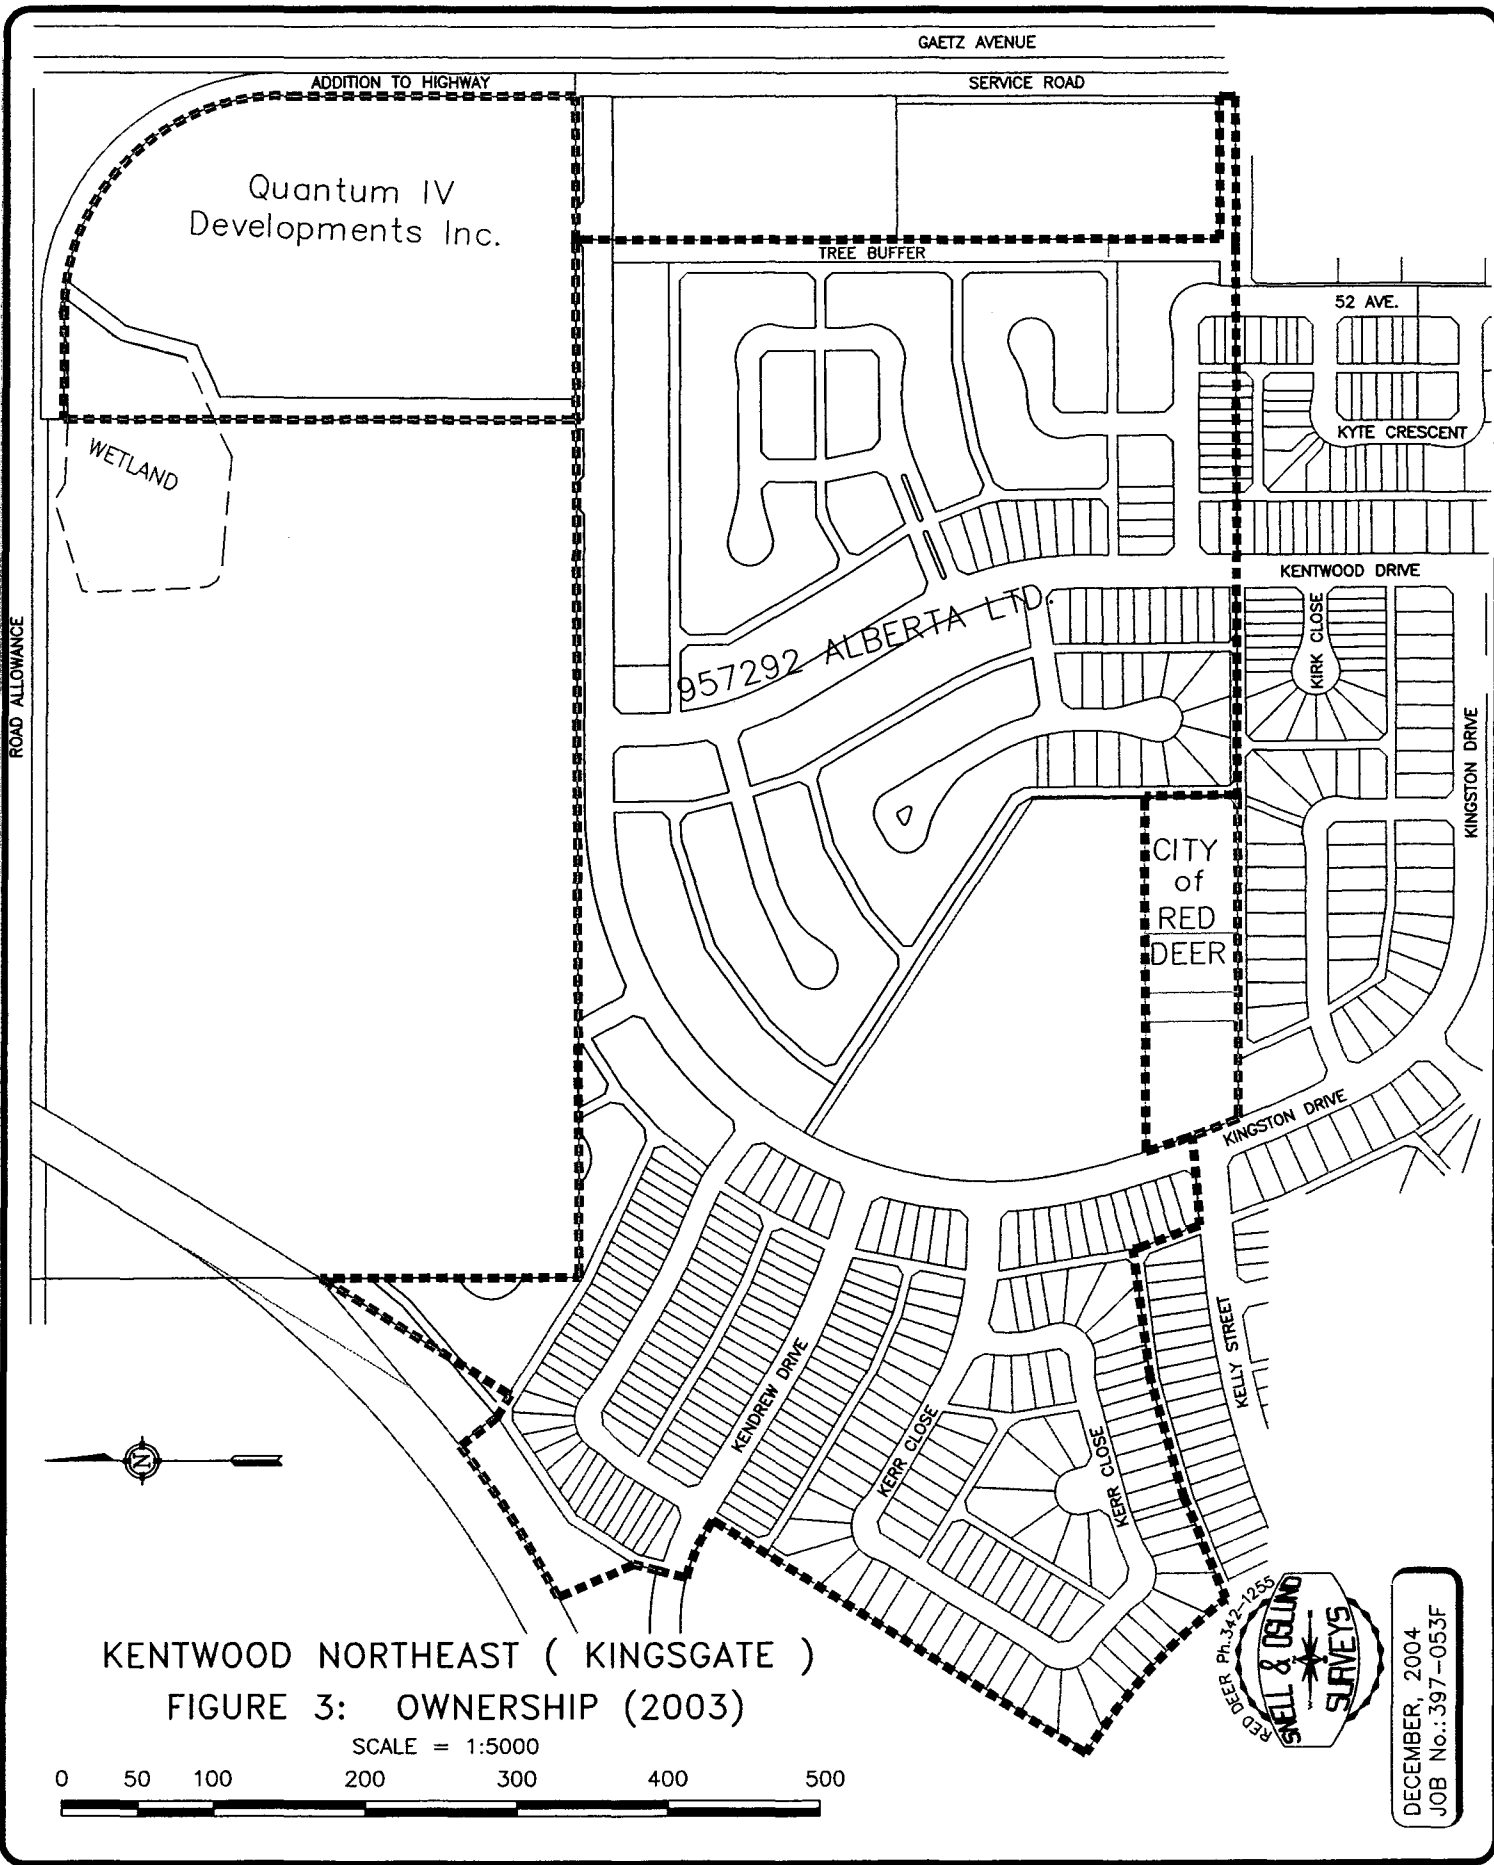 GAETZ AVENUE
ADDITION TO HIGHWAY
SERVICE ROAD
Quantum IV
Developments Inc.
TREE BUFFER
52 AVE.
KYTE CRESCENT
WETLAND
KENTWOOD DRIVE
KIRK CLOSE
957292 ALBERTA LTD.
ROAD ALLOWANCE
KINGSTON DRIVE
CITY
of
RED
DEER
KINGSTON DRIVE
KELLY STREET
KENDREW DRIVE
KERR CLOSE
KERR CLOSE
N
KENTWOOD NORTHEAST ( KINGSGATE )
FIGURE 3: OWNERSHIP (2003)
SCALE = 1:5000
0 50 100 200 300 400 500
RED DEER Ph.342-1255
SNELL & OSLUND
SURVEYS
DECEMBER, 2004
JOB No.: 397-053F